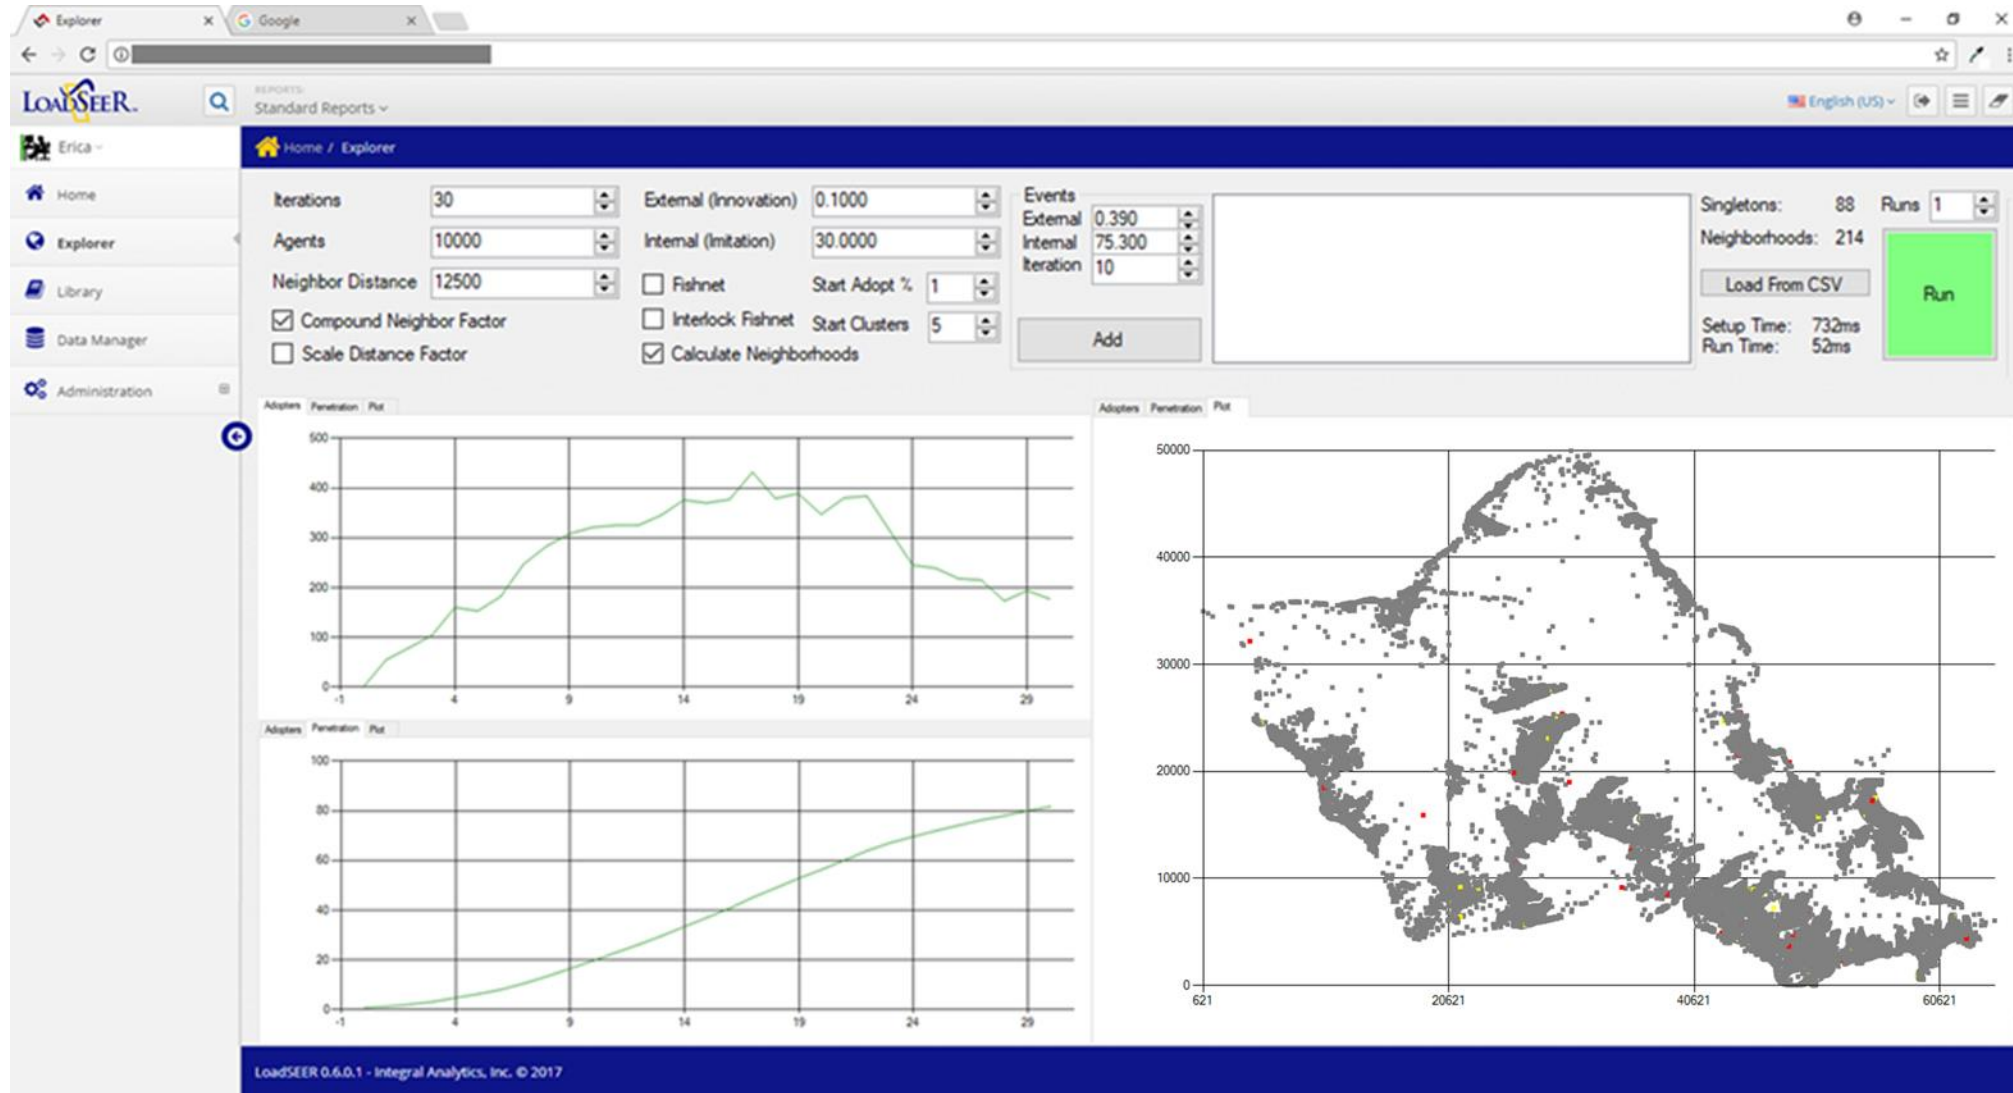 Explorer
Google
LOADSEER
REPORTS:
Standard Reports
English (US)
Erica
Home / Explorer
Home
Explorer
Library
Data Manager
Administration
Iterations 30
Agents 10000
Neighbor Distance 12500
Compound Neighbor Factor
Scale Distance Factor
External (Innovation) 0.1000
Internal (Imitation) 30.0000
Fishnet Start Adopt % 1
Interlock Fishnet Start Clusters 5
Calculate Neighborhoods
Events
External 0.390
Internal 75.300
Iteration 10
Add
Singletons: 88 Runs 1
Neighborhoods: 214
Load From CSV
Run
Setup Time: 732ms
Run Time: 52ms
Adopters Penetration Plot
500
400
300
200
100
0
-1 4 9 14 19 24 29
Adopters Penetration Plot
100
80
60
40
20
0
-1 4 9 14 19 24 29
Adopters Penetration Plot
50000
40000
30000
20000
10000
0
621 20621 40621 60621
LoadSEER 0.6.0.1 - Integral Analytics, Inc. © 2017